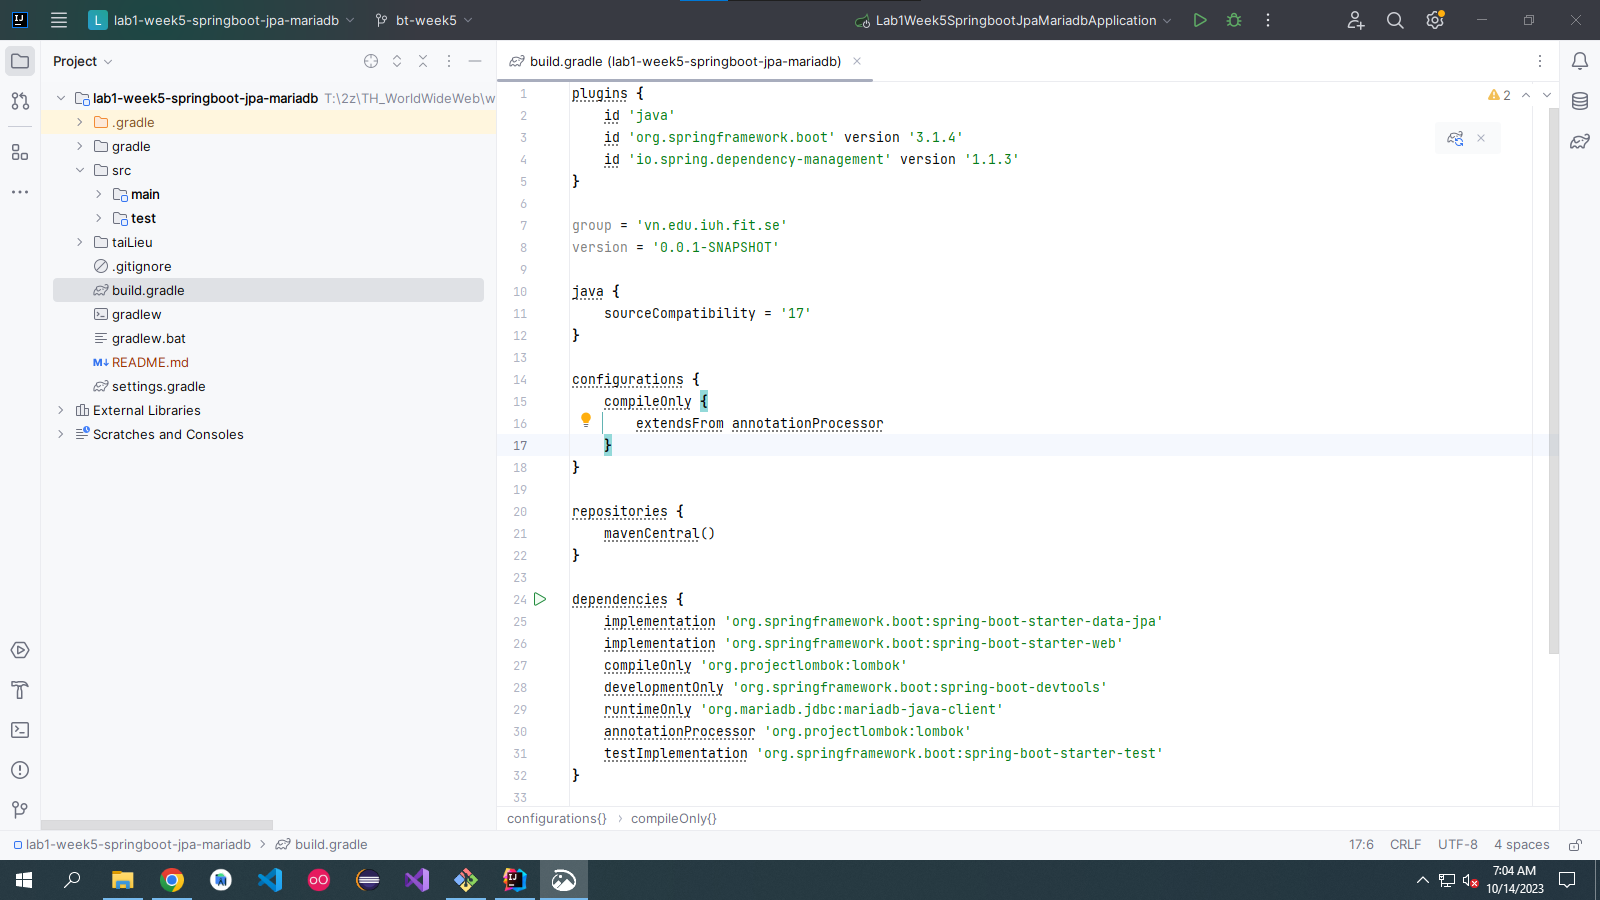 L lab1-week5-springboot-jpa-mariadb
bt-week5
Lab1Week5SpringbootJpaMariadbApplication
Project
lab1-week5-springboot-jpa-mariadb T:\2z\TH_WorldWideWeb\w
.gradle
gradle
src
main
test
taiLieu
.gitignore
build.gradle
gradlew
gradlew.bat
M↓ README.md
settings.gradle
External Libraries
Scratches and Consoles
build.gradle (lab1-week5-springboot-jpa-mariadb)
2
1 plugins {
2 id 'java'
3 id 'org.springframework.boot' version '3.1.4'
4 id 'io.spring.dependency-management' version '1.1.3'
5 }
6
7 group = 'vn.edu.iuh.fit.se'
8 version = '0.0.1-SNAPSHOT'
9
10 java {
11 sourceCompatibility = '17'
12 }
13
14 configurations {
15 compileOnly {
16 extendsFrom annotationProcessor
17 }
18 }
19
20 repositories {
21 mavenCentral()
22 }
23
24 dependencies {
25 implementation 'org.springframework.boot:spring-boot-starter-data-jpa'
26 implementation 'org.springframework.boot:spring-boot-starter-web'
27 compileOnly 'org.projectlombok:lombok'
28 developmentOnly 'org.springframework.boot:spring-boot-devtools'
29 runtimeOnly 'org.mariadb.jdbc:mariadb-java-client'
30 annotationProcessor 'org.projectlombok:lombok'
31 testImplementation 'org.springframework.boot:spring-boot-starter-test'
32 }
33
configurations{} › compileOnly{}
lab1-week5-springboot-jpa-mariadb › build.gradle
17:6 CRLF UTF-8 4 spaces
7:04 AM
10/14/2023